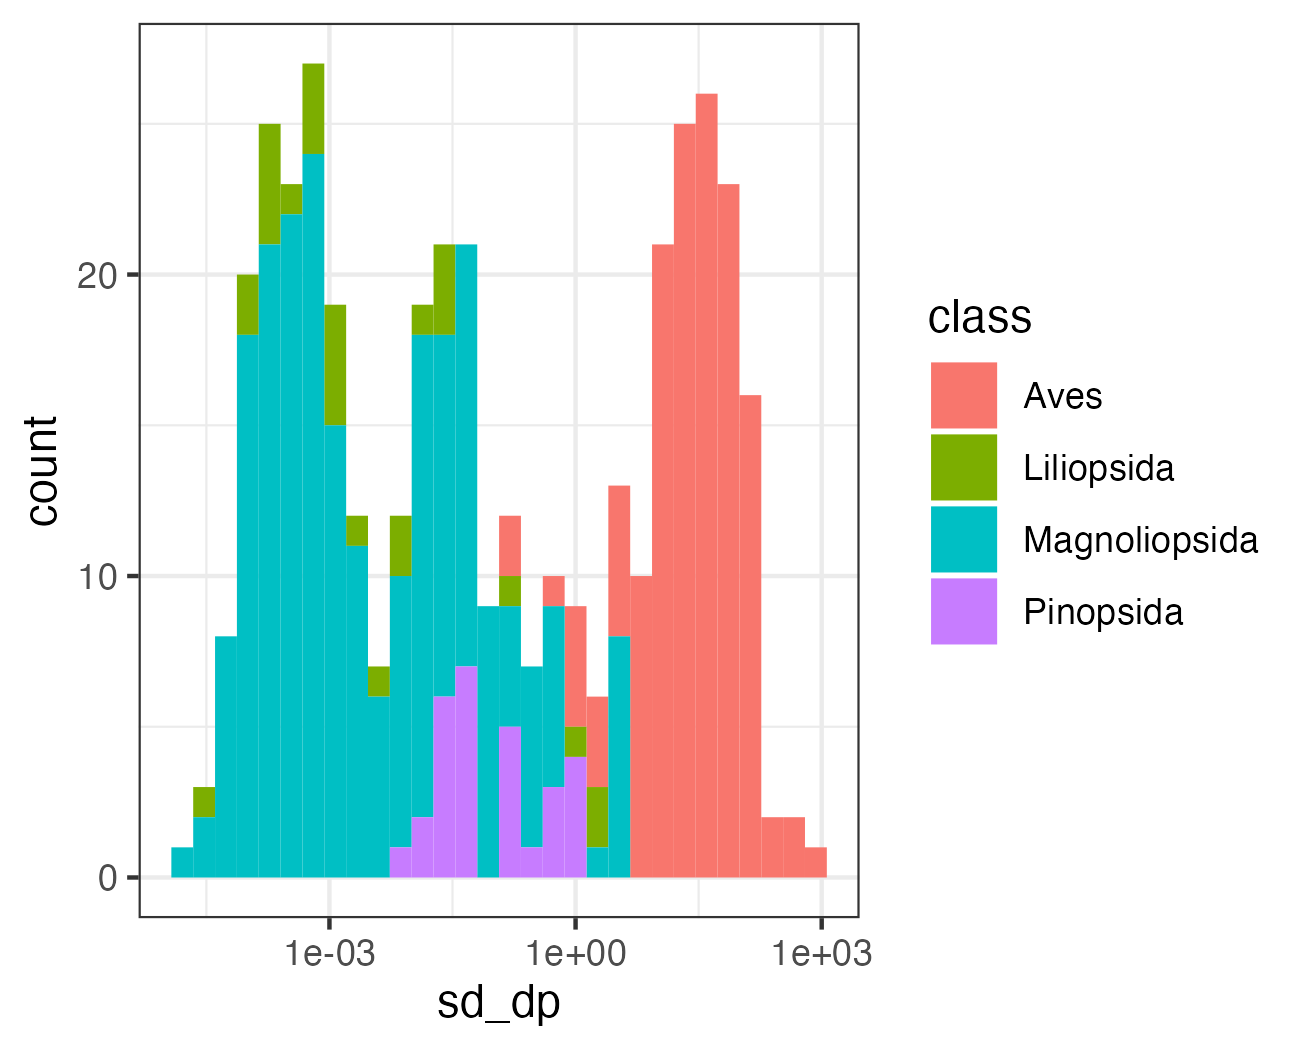 count
20
10
0
1e-03
1e+00
1e+03
sd_dp
class
Aves
Liliopsida
Magnoliopsida
Pinopsida